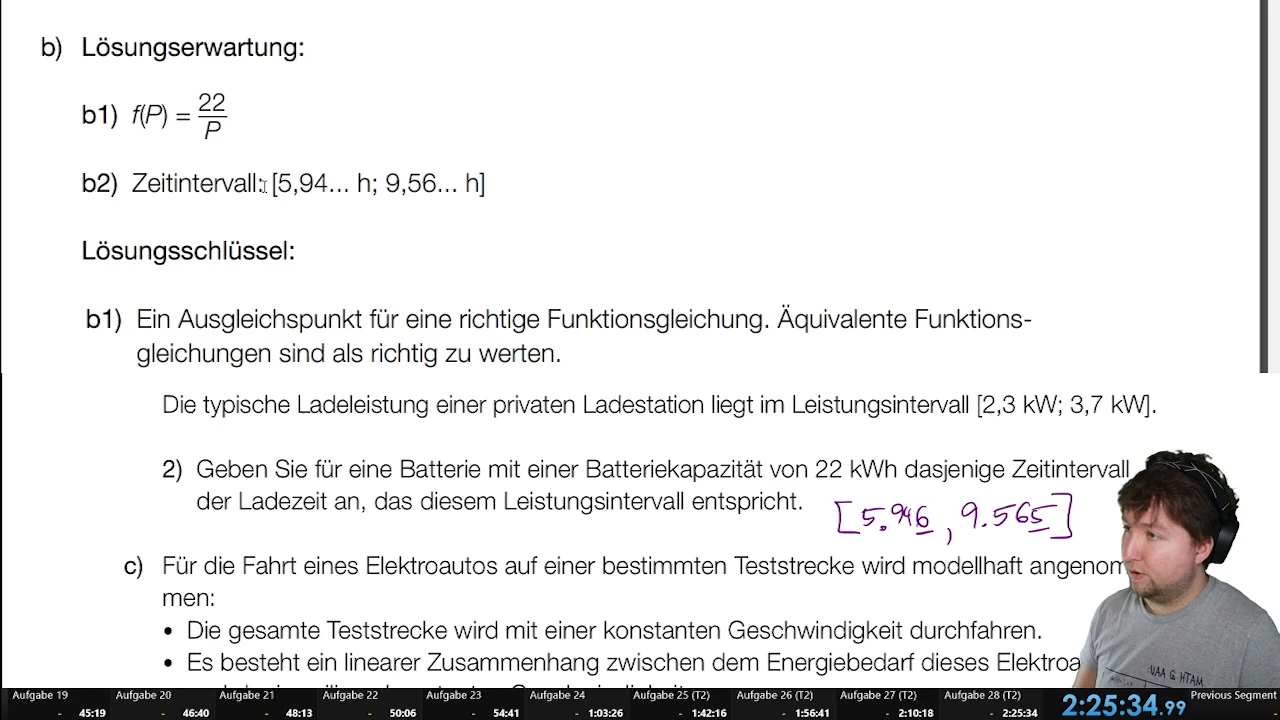 b) Lösungserwartung:
b1) f(P) = 22
P
b2) Zeitintervall: [5,94... h; 9,56... h]
Lösungsschlüssel:
b1) Ein Ausgleichspunkt für eine richtige Funktionsgleichung. Äquivalente Funktions-
gleichungen sind als richtig zu werten.
Die typische Ladeleistung einer privaten Ladestation liegt im Leistungsintervall [2,3 kW; 3,7 kW].
2) Geben Sie für eine Batterie mit einer Batteriekapazität von 22 kWh dasjenige Zeitintervall
der Ladezeit an, das diesem Leistungsintervall entspricht.
[5.946, 9.565]
c) Für die Fahrt eines Elektroautos auf einer bestimmten Teststrecke wird modellhaft angenom
men:
• Die gesamte Teststrecke wird mit einer konstanten Geschwindigkeit durchfahren.
• Es besteht ein linearer Zusammenhang zwischen dem Energiebedarf dieses Elektroa
Aufgabe 19 Aufgabe 20 Aufgabe 21 Aufgabe 22 Aufgabe 23 Aufgabe 24 Aufgabe 25 (T2) Aufgabe 26 (T2) Aufgabe 27 (T2) Aufgabe 28 (T2) 2:25:34.99 Previous Segment
- 45:19 - 46:40 - 48:13 - 50:06 - 54:41 - 1:03:26 - 1:42:16 - 1:56:41 - 2:10:18 - 2:25:34 -